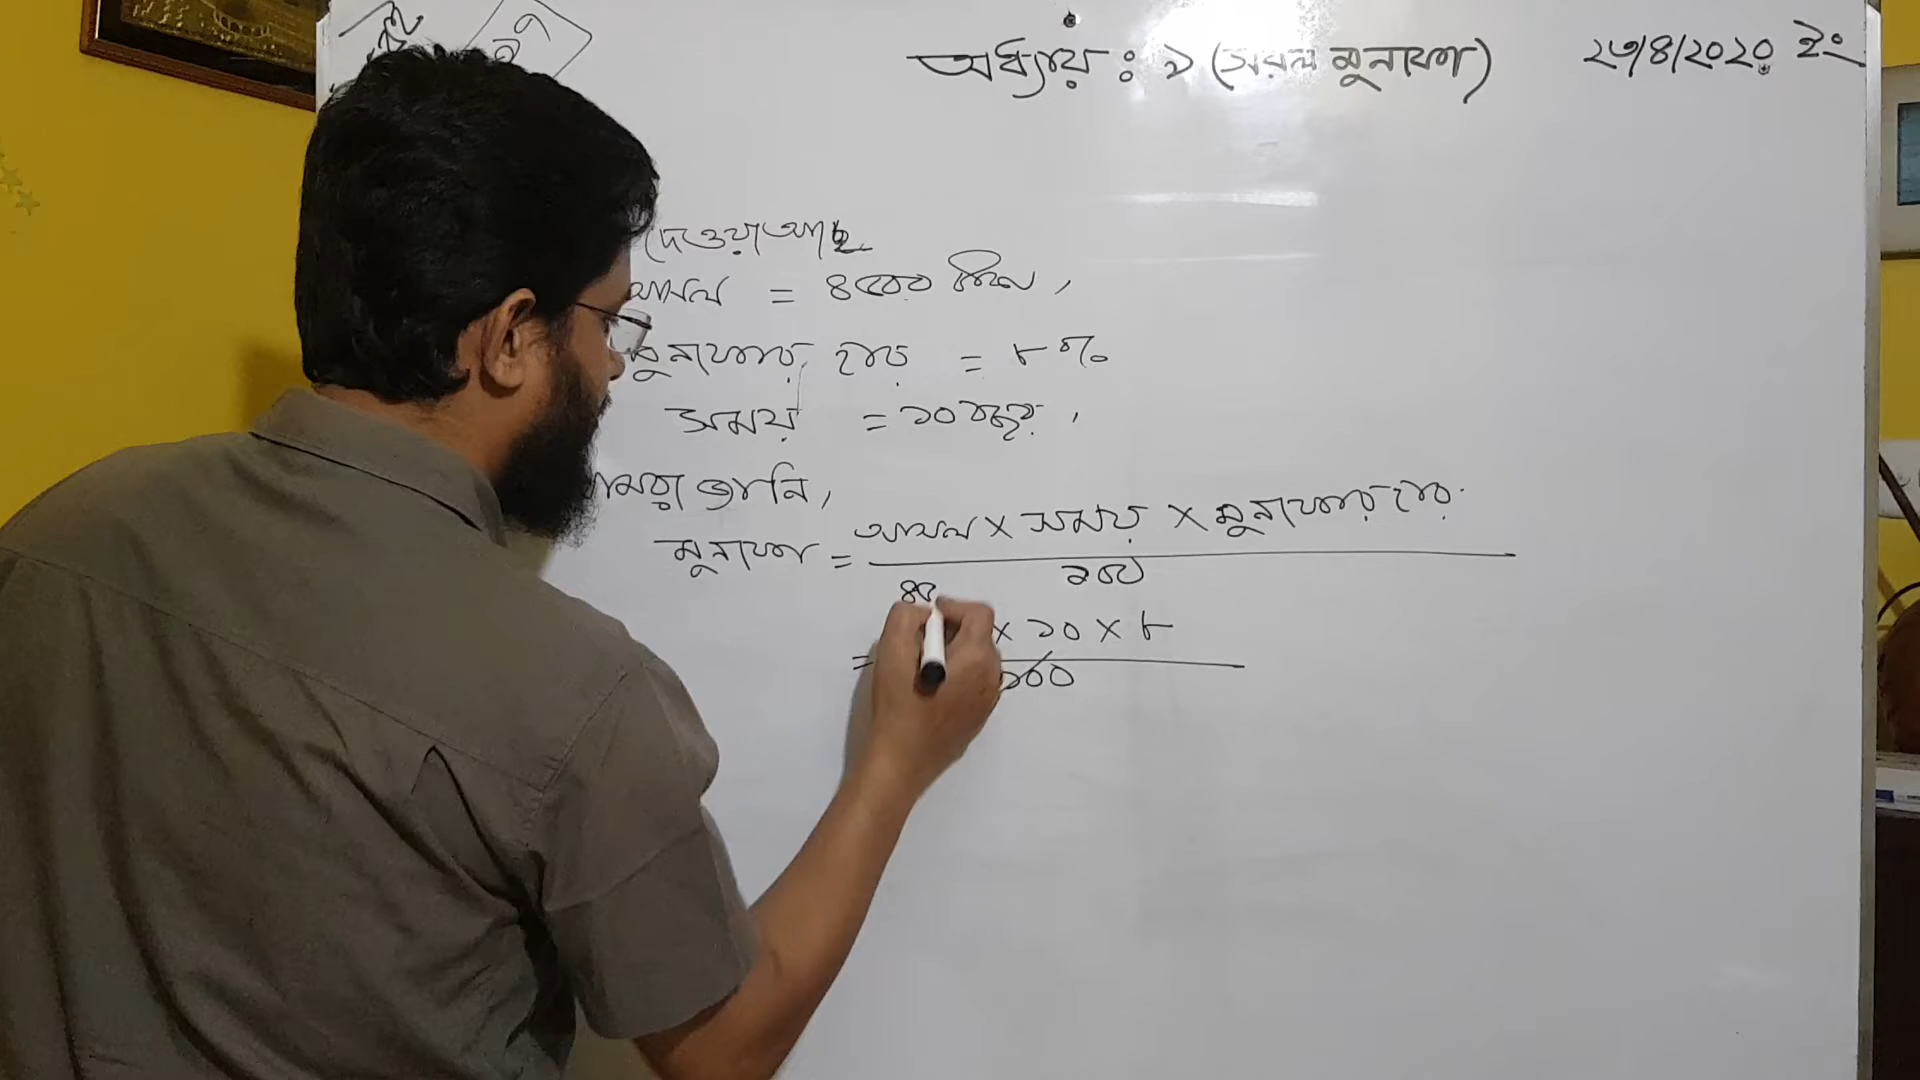 অধ্যায় : ৯ (সরল মুনাফা)
২৩/৪/২০২০ ইং
দেওয়া আছে
আসল = ৪৫০০ টাকা,
মুনাফার হার = ৮%
সময় = ১০ বছর,
আমরা জানি,
মুনাফা = আসল × সময় × মুনাফার হার
১০০
৪৫
= × ১০ × ৮
১০০